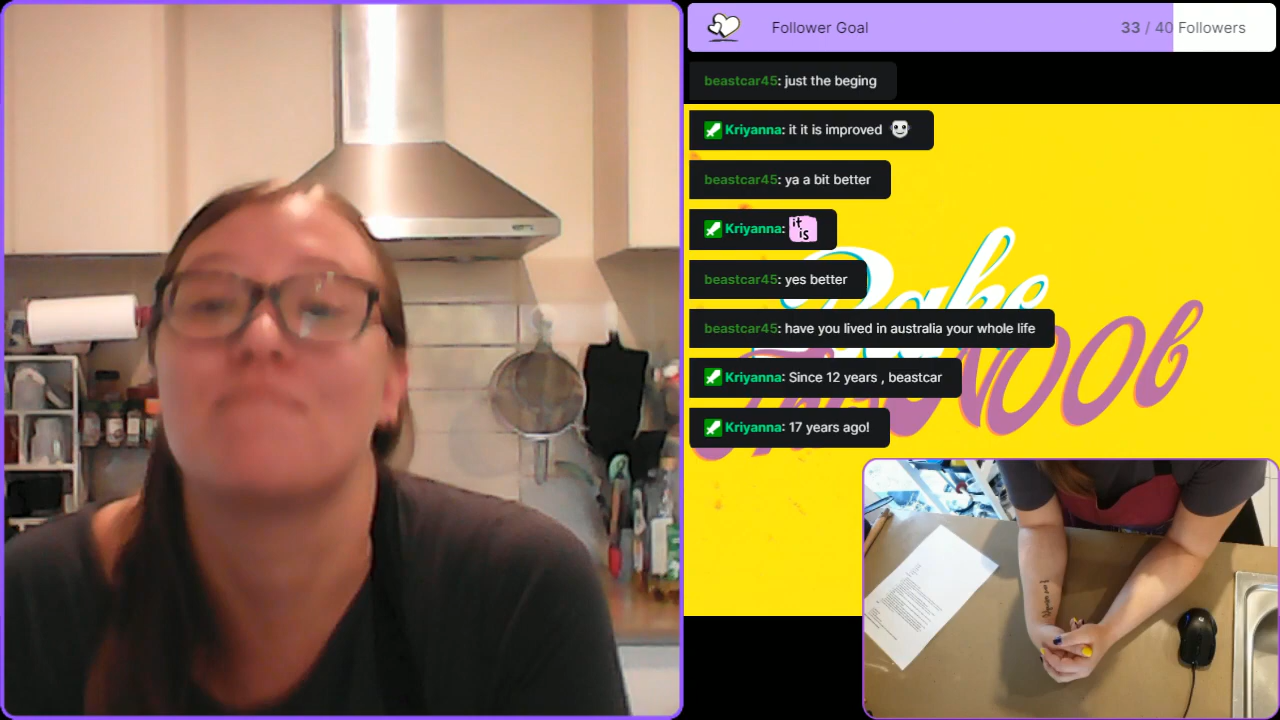 Follower Goal
33 / 40 Followers
beastcar45: just the beging
Kriyanna: it it is improved
beastcar45: ya a bit better
Kriyanna: it is
beastcar45: yes better
beastcar45: have you lived in australia your whole life
Kriyanna: Since 12 years , beastcar
Kriyanna: 17 years ago!
Bake
NOOb